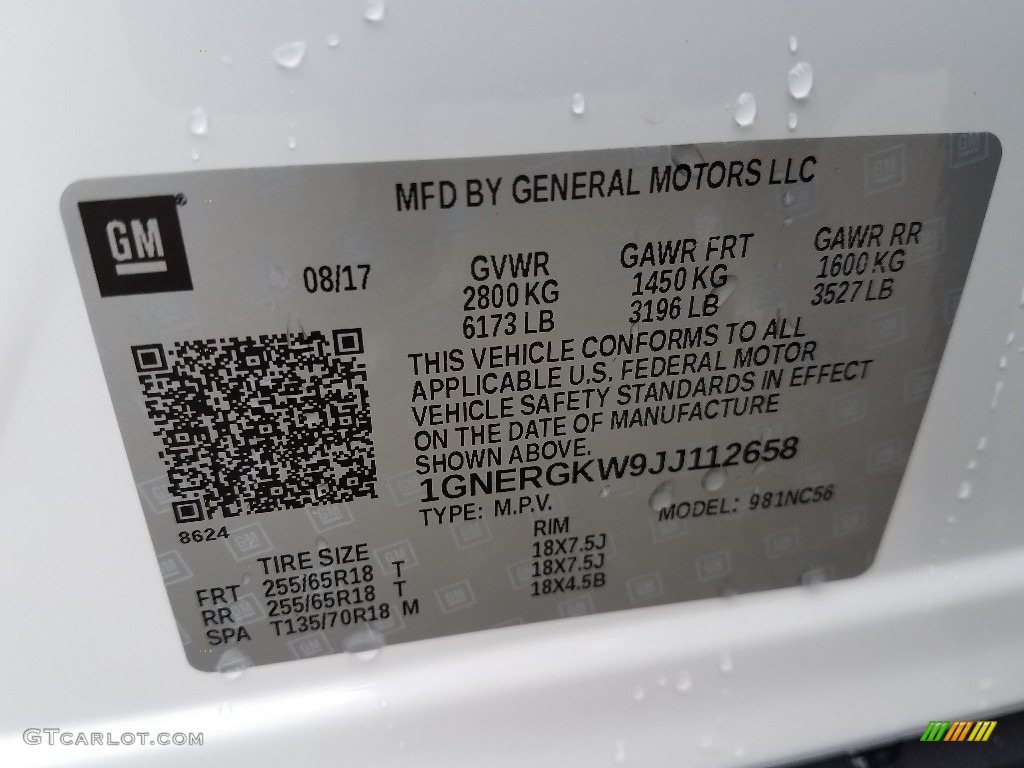 MFD BY GENERAL MOTORS LLC
GM
08/17
GVWR
2800 KG
6173 LB
GAWR FRT
1450 KG
3196 LB
GAWR RR
1600 KG
3527 LB
THIS VEHICLE CONFORMS TO ALL
APPLICABLE U.S. FEDERAL MOTOR
VEHICLE SAFETY STANDARDS IN EFFECT
ON THE DATE OF MANUFACTURE
SHOWN ABOVE.
1GNERGKW9JJ112658
TYPE: M.P.V. MODEL: 981NC56
8624
TIRE SIZE RIM
FRT 255/65R18 T 18X7.5J
RR 255/65R18 T 18X7.5J
SPA T135/70R18 M 18X4.5B
GTCARLOT.COM